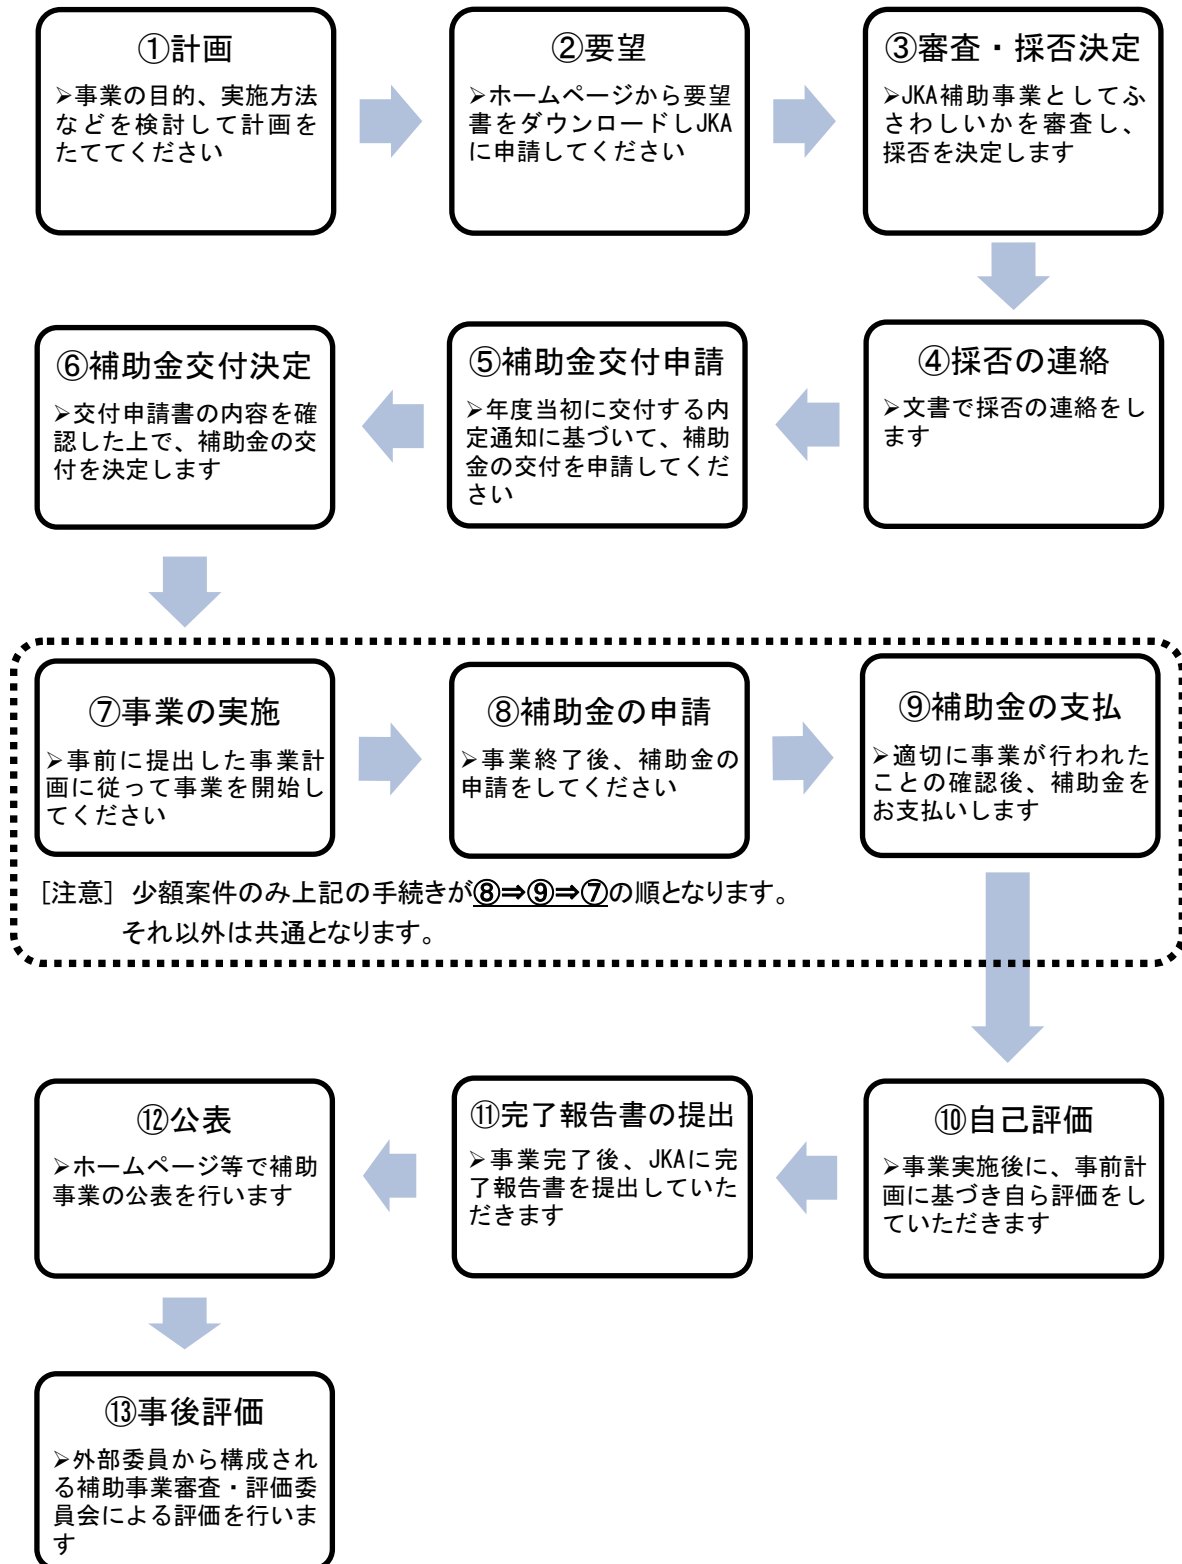 ①計画
➢事業の目的、実施方法
などを検討して計画を
たててください
②要望
➢ホームページから要望
書をダウンロードしJKA
に申請してください
③審査・採否決定
➢JKA補助事業としてふ
さわしいかを審査し、
採否を決定します
④採否の連絡
➢文書で採否の連絡をし
ます
⑤補助金交付申請
➢年度当初に交付する内
定通知に基づいて、補助
金の交付を申請してくだ
さい
⑥補助金交付決定
➢交付申請書の内容を確
認した上で、補助金の交
付を決定します
⑦事業の実施
➢事前に提出した事業計
画に従って事業を開始し
てください
⑧補助金の申請
➢事業終了後、補助金の
申請をしてください
⑨補助金の支払
➢適切に事業が行われた
ことの確認後、補助金を
お支払いします
[注意] 少額案件のみ上記の手続きが⑧⇒⑨⇒⑦の順となります。
それ以外は共通となります。
⑩自己評価
➢事業実施後に、事前計
画に基づき自ら評価をし
ていただきます
⑪完了報告書の提出
➢事業完了後、JKAに完
了報告書を提出していた
だきます
⑫公表
➢ホームページ等で補助
事業の公表を行います
⑬事後評価
➢外部委員から構成され
る補助事業審査・評価委
員会による評価を行いま
す